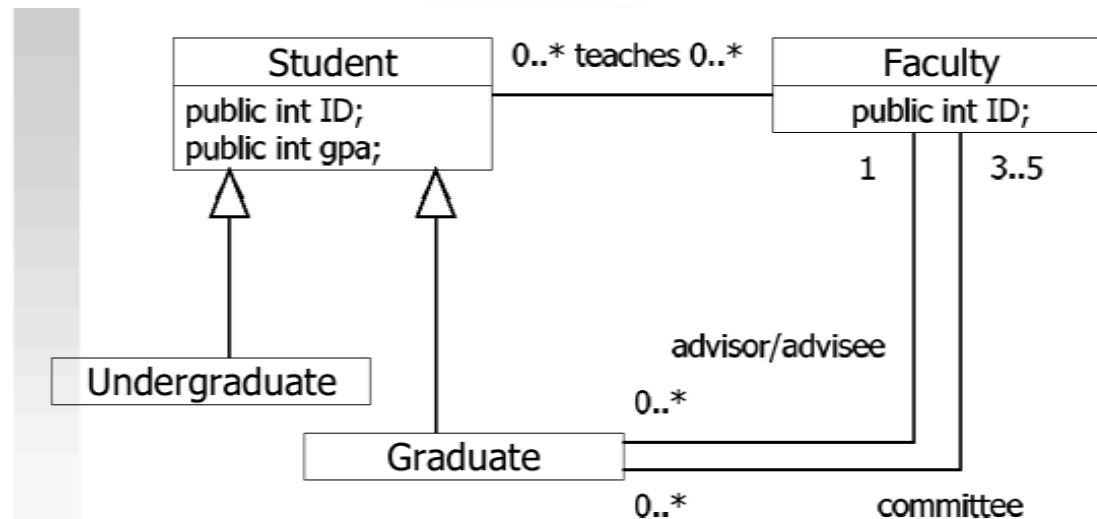 Student
0..* teaches 0..*
Faculty
public int ID;
public int gpa;
public int ID;
1
3..5
advisor/advisee
Undergraduate
0..*
Graduate
0..*
committee